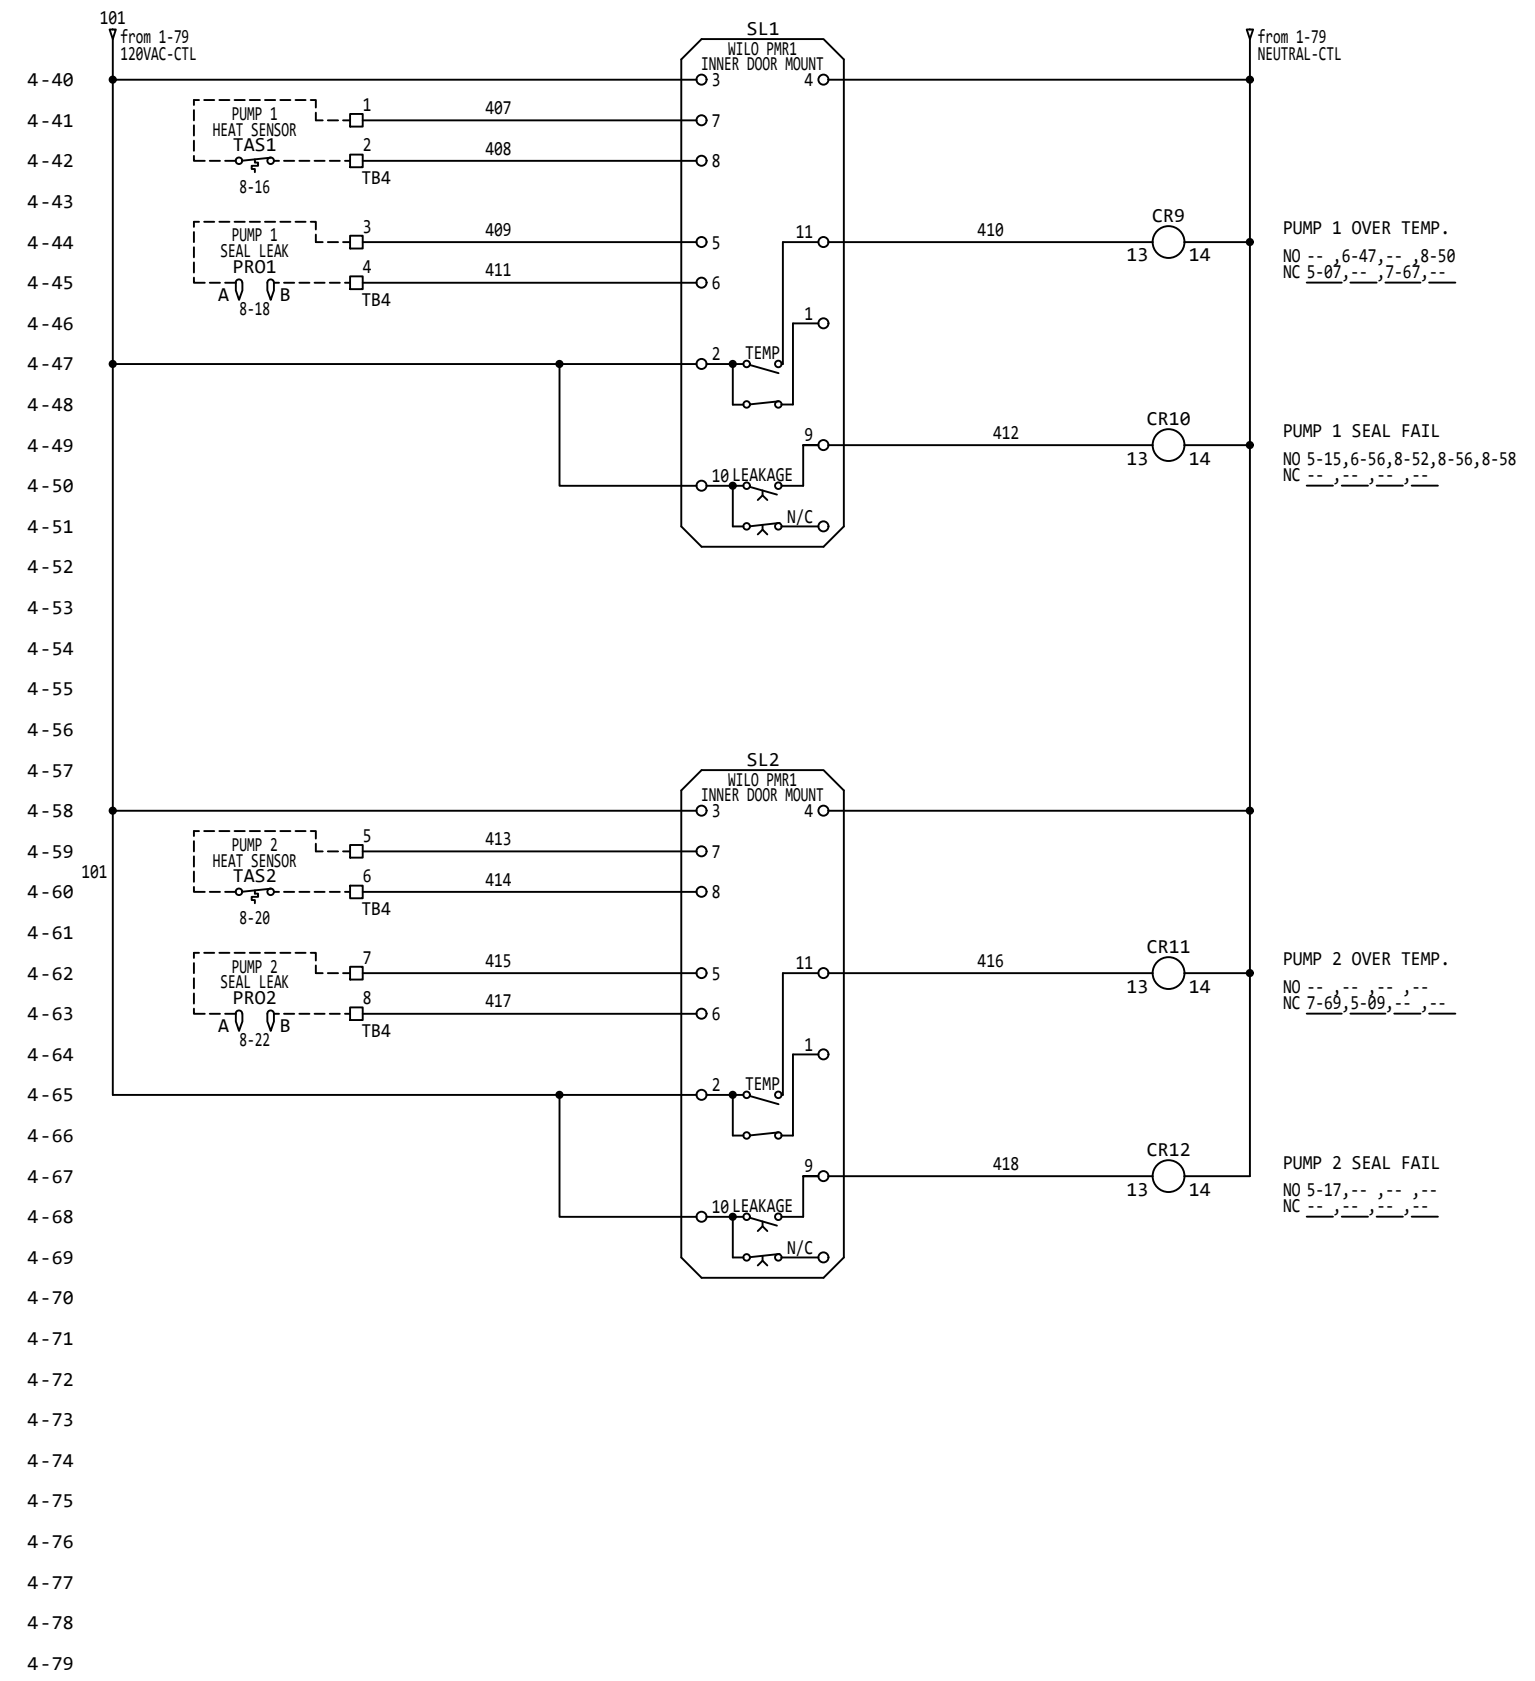 101
from 1-79
120VAC-CTL
SL1
WILO PMR1
INNER DOOR MOUNT
from 1-79
NEUTRAL-CTL
4-40
3
4
4-41
PUMP 1
HEAT SENSOR
TAS1
8-16
1
407
7
4-42
2
408
8
TB4
4-43
4-44
PUMP 1
SEAL LEAK
PRO1
A
B
8-18
3
409
5
11
410
CR9
13
14
PUMP 1 OVER TEMP.
NO -- ,6-47,-- ,8-50
NC 5-07,-- ,7-67,--
4-45
4
411
6
TB4
4-46
1
4-47
2
TEMP
4-48
4-49
9
412
CR10
13
14
PUMP 1 SEAL FAIL
NO 5-15,6-56,8-52,8-56,8-58
NC -- ,-- ,-- ,--
4-50
10
LEAKAGE
4-51
N/C
4-52
4-53
4-54
4-55
4-56
4-57
SL2
WILO PMR1
INNER DOOR MOUNT
4-58
3
4
4-59
PUMP 2
HEAT SENSOR
TAS2
8-20
5
413
7
101
4-60
6
414
8
TB4
4-61
4-62
PUMP 2
SEAL LEAK
PRO2
A
B
8-22
7
415
5
11
416
CR11
13
14
PUMP 2 OVER TEMP.
NO -- ,-- ,-- ,--
NC 7-69,5-09,-- ,--
4-63
8
417
6
TB4
4-64
1
4-65
2
TEMP
4-66
4-67
9
418
CR12
13
14
PUMP 2 SEAL FAIL
NO 5-17,-- ,-- ,--
NC -- ,-- ,-- ,--
4-68
10
LEAKAGE
4-69
N/C
4-70
4-71
4-72
4-73
4-74
4-75
4-76
4-77
4-78
4-79